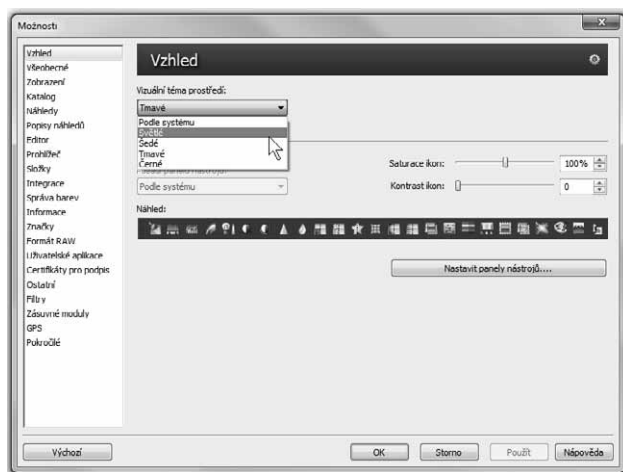 Možnosti
Vzhled
Všeobecné
Zobrazení
Katalog
Náhledy
Popisy náhledů
Editor
Prohlížeč
Složky
Integrace
Správa barev
Informace
Značky
Formát RAW
Uživatelské aplikace
Certifikáty pro podpis
Ostatní
Filtry
Zásuvné moduly
GPS
Pokročilé
Vzhled
Vizuální téma prostředí:
Tmavé
Podle systému
Světlé
Šedé
Tmavé
Černé
Podle systému
Saturace ikon:
100%
Kontrast ikon:
0
Náhled:
Nastavit panely nástrojů....
Výchozí
OK
Storno
Použít
Nápověda